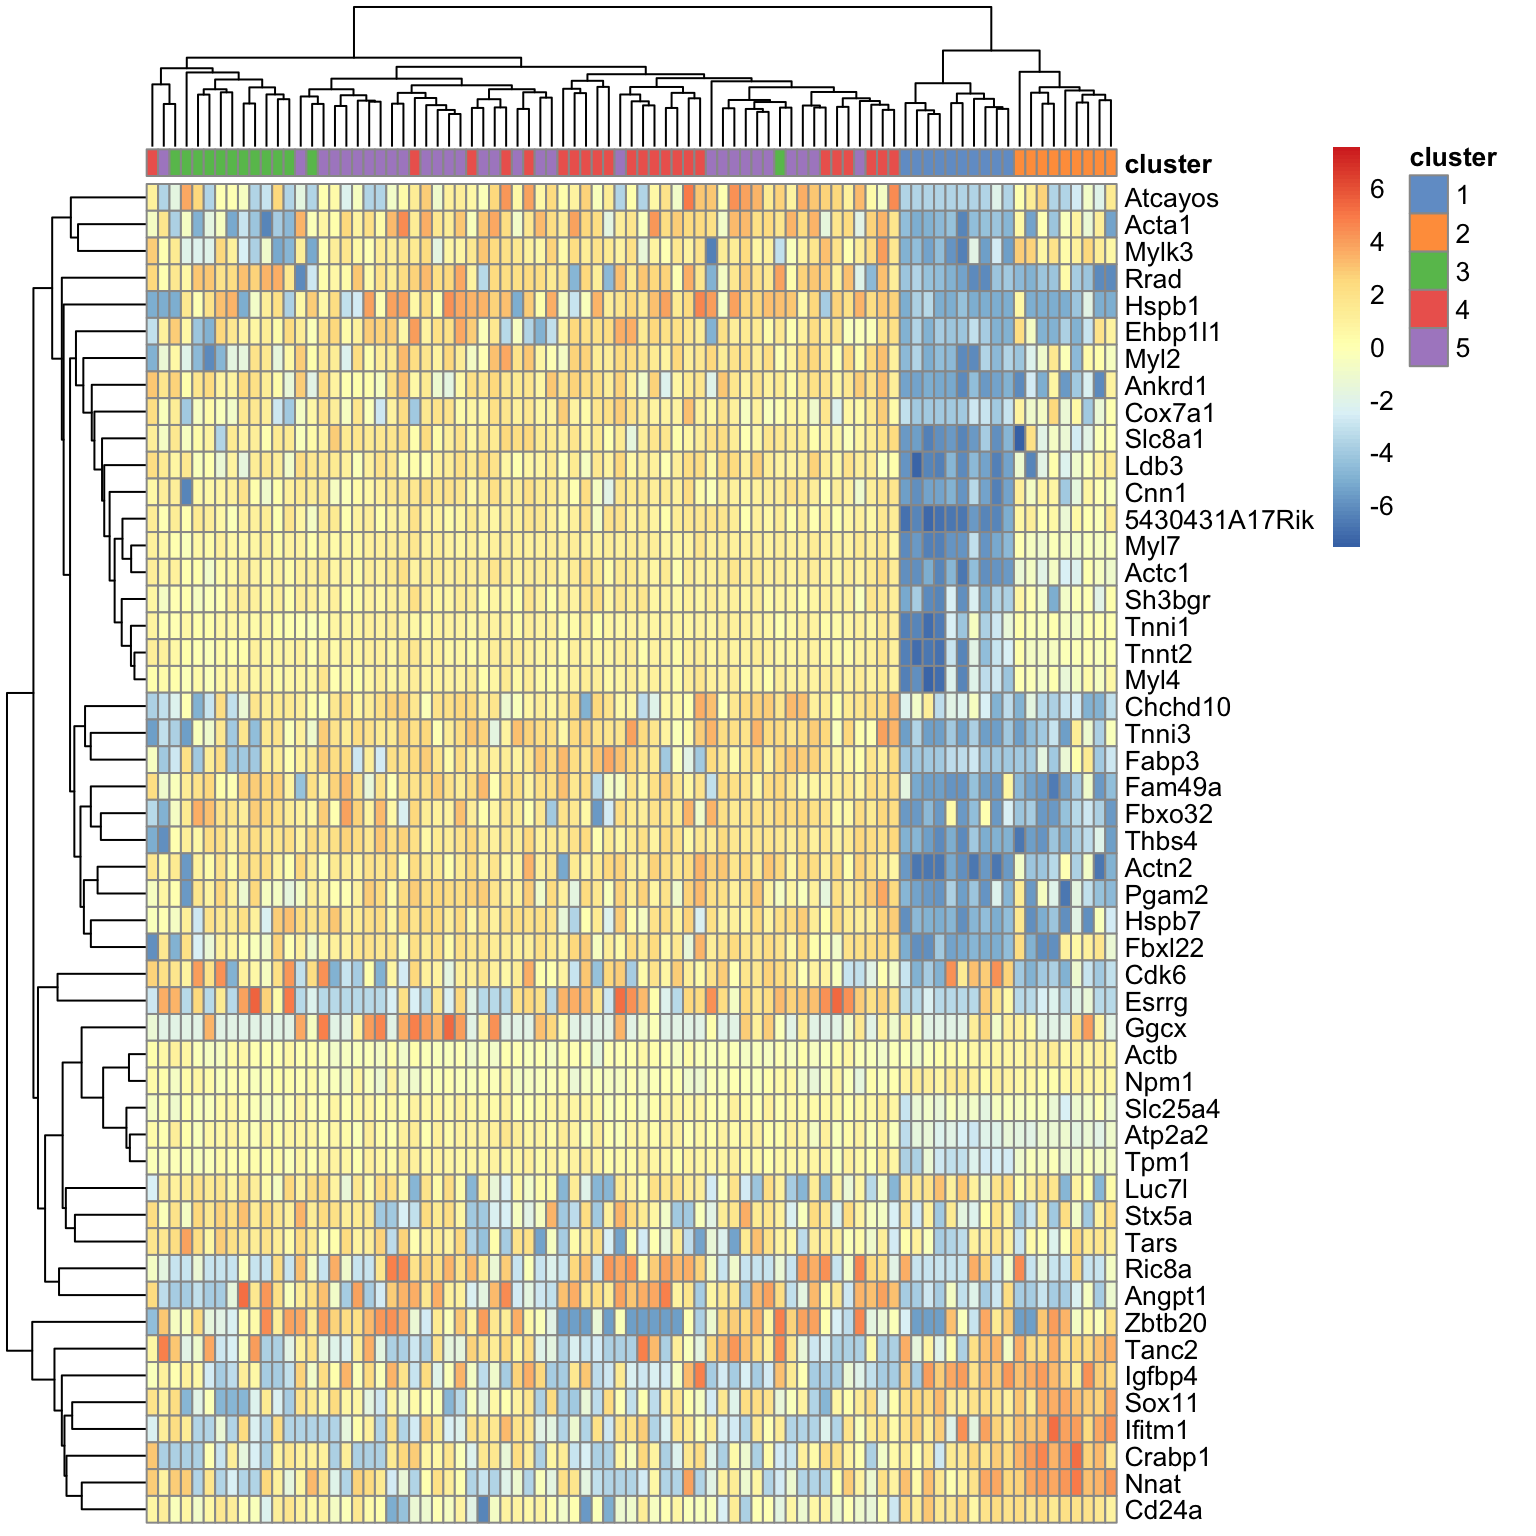 cluster
Atcayos
Acta1
Mylk3
Rrad
Hspb1
Ehbp1l1
Myl2
Ankrd1
Cox7a1
Slc8a1
Ldb3
Cnn1
5430431A17Rik
Myl7
Actc1
Sh3bgr
Tnni1
Tnnt2
Myl4
Chchd10
Tnni3
Fabp3
Fam49a
Fbxo32
Thbs4
Actn2
Pgam2
Hspb7
Fbxl22
Cdk6
Esrrg
Ggcx
Actb
Npm1
Slc25a4
Atp2a2
Tpm1
Luc7l
Stx5a
Tars
Ric8a
Angpt1
Zbtb20
Tanc2
Igfbp4
Sox11
Ifitm1
Crabp1
Nnat
Cd24a
6
4
2
0
-2
-4
-6
cluster
1
2
3
4
5